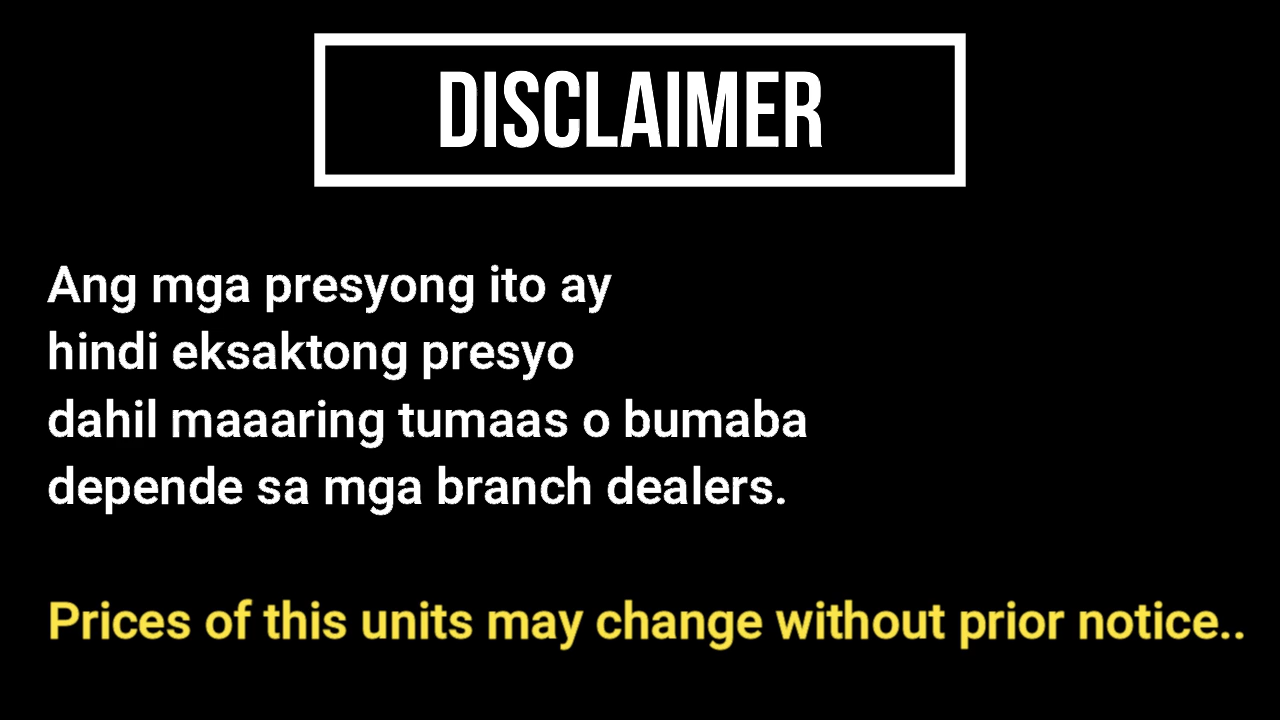 DISCLAIMER
Ang mga presyong ito ay
hindi eksaktong presyo
dahil maaaring tumaas o bumaba
depende sa mga branch dealers.
Prices of this units may change without prior notice..